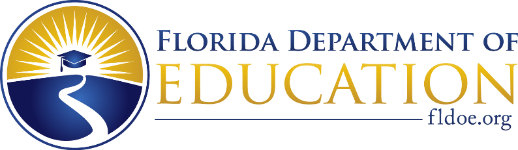 FLORIDA DEPARTMENT OF
EDUCATION
fldoe.org